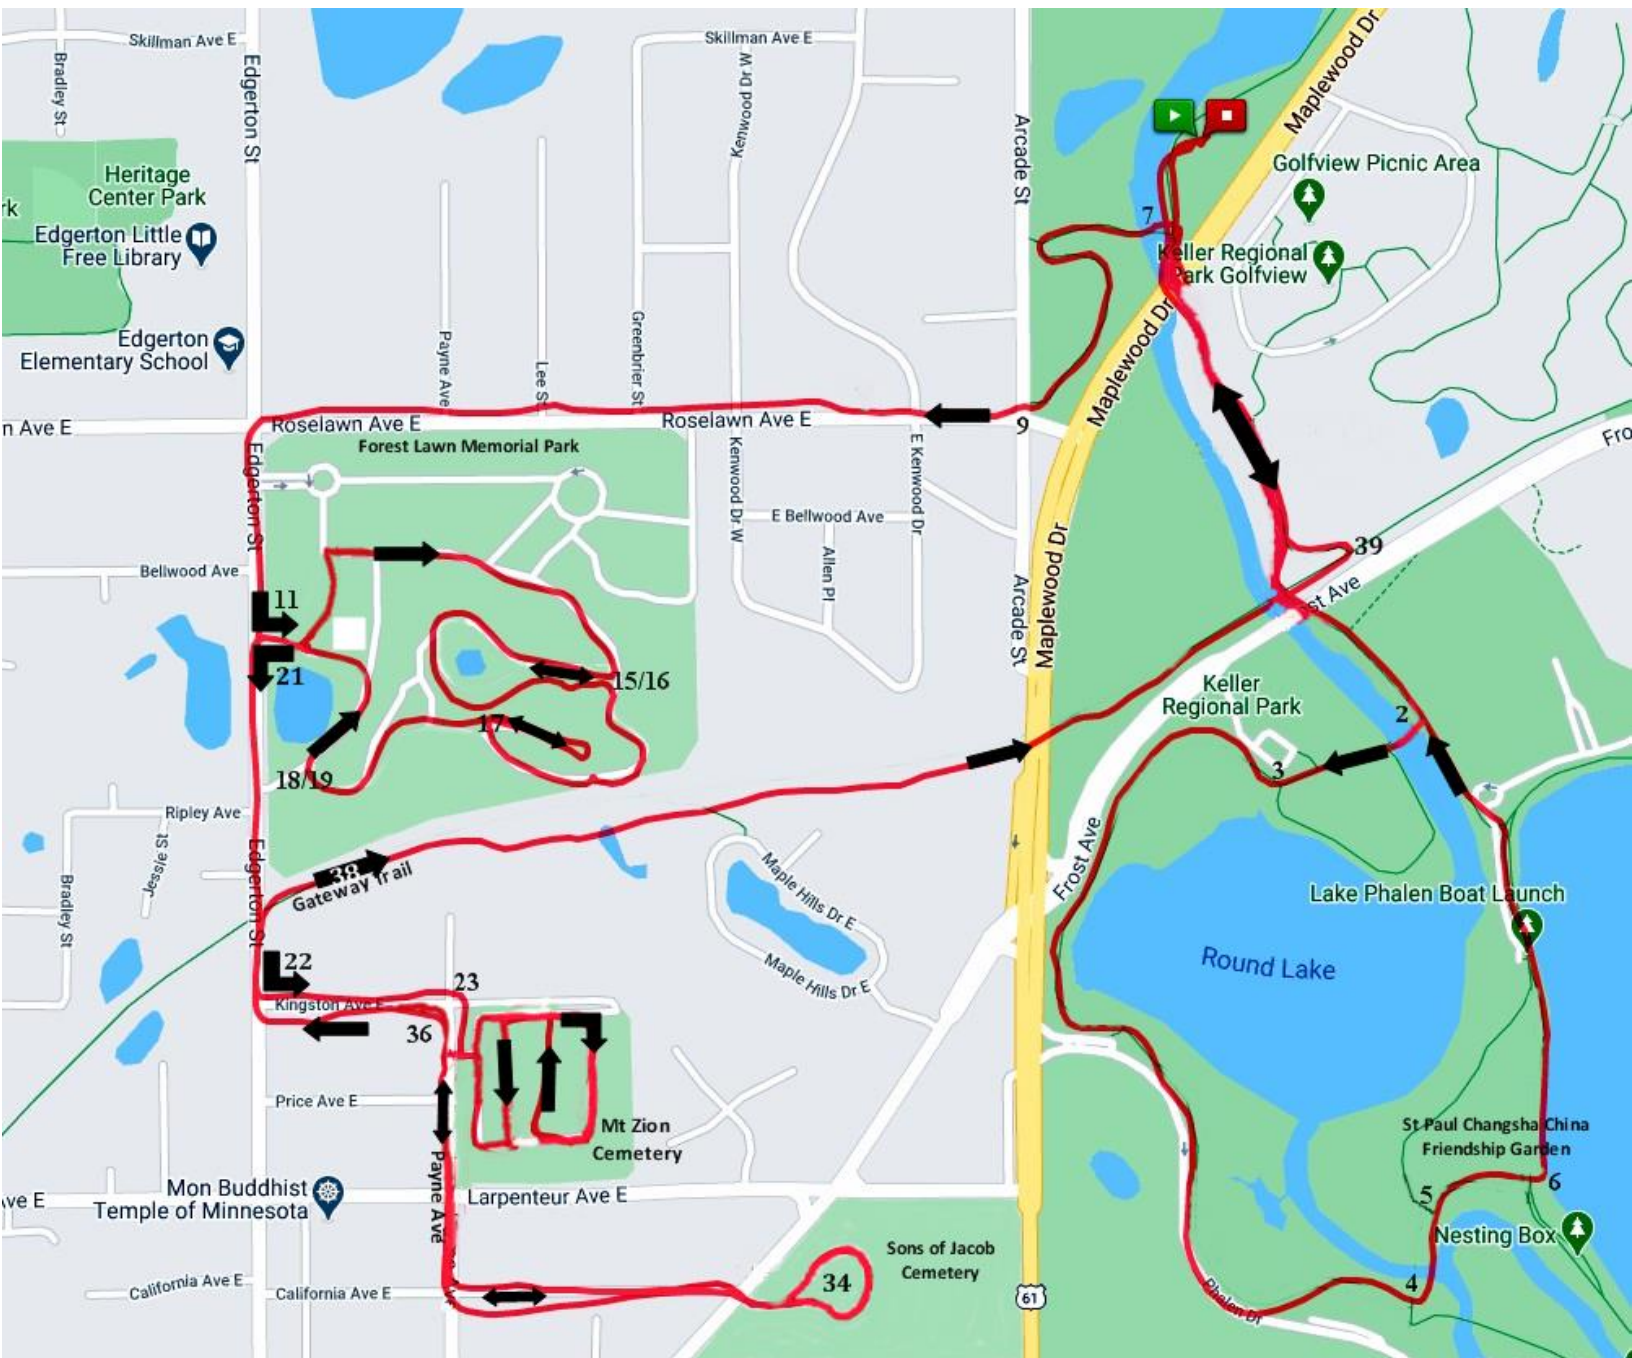 Skillman Ave E
Skillman Ave E
Bradley St
Edgerton St
Kenwood Dr W
Arcade St
Maplewood Dr
Heritage
Center Park
rk
Edgerton Little
Free Library
Golfview Picnic Area
7
Keller Regional
Park Golfview
Edgerton
Elementary School
Payne Ave
Lee St
Greenbrier St
Maplewood Dr
n Ave E
Roselawn Ave E
Roselawn Ave E
9
Fro
Forest Lawn Memorial Park
Edgerton St
Kenwood Dr W
E Kenwood Dr
E Bellwood Ave
Allen Pl
Maplewood Dr
Arcade St
39
st Ave
Bellwood Ave
11
21
15/16
17
18/19
Keller
Regional Park
2
3
Ripley Ave
Jessie St
Edgerton St
Bradley St
38
Gateway Trail
Maple Hills Dr E
Maple Hills Dr E
Frost Ave
Lake Phalen Boat Launch
Round Lake
22
23
Kingston Ave E
36
Price Ave E
Mt Zion
Cemetery
St Paul Changsha China
Friendship Garden
Payne Ave
Mon Buddhist
Temple of Minnesota
ve E
Larpenteur Ave E
5
6
Nesting Box
Sons of Jacob
Cemetery
34
4
California Ave E
California Ave E
61
Phalen Dr